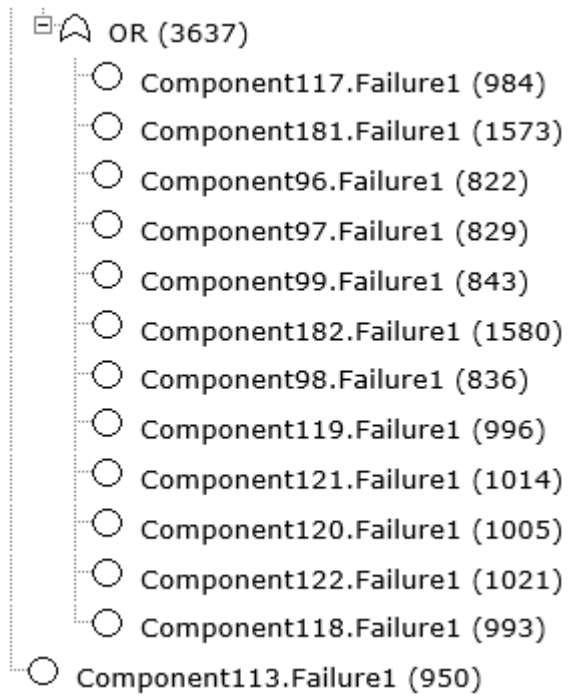 OR (3637)
Component117.Failure1 (984)
Component181.Failure1 (1573)
Component96.Failure1 (822)
Component97.Failure1 (829)
Component99.Failure1 (843)
Component182.Failure1 (1580)
Component98.Failure1 (836)
Component119.Failure1 (996)
Component121.Failure1 (1014)
Component120.Failure1 (1005)
Component122.Failure1 (1021)
Component118.Failure1 (993)
Component113.Failure1 (950)